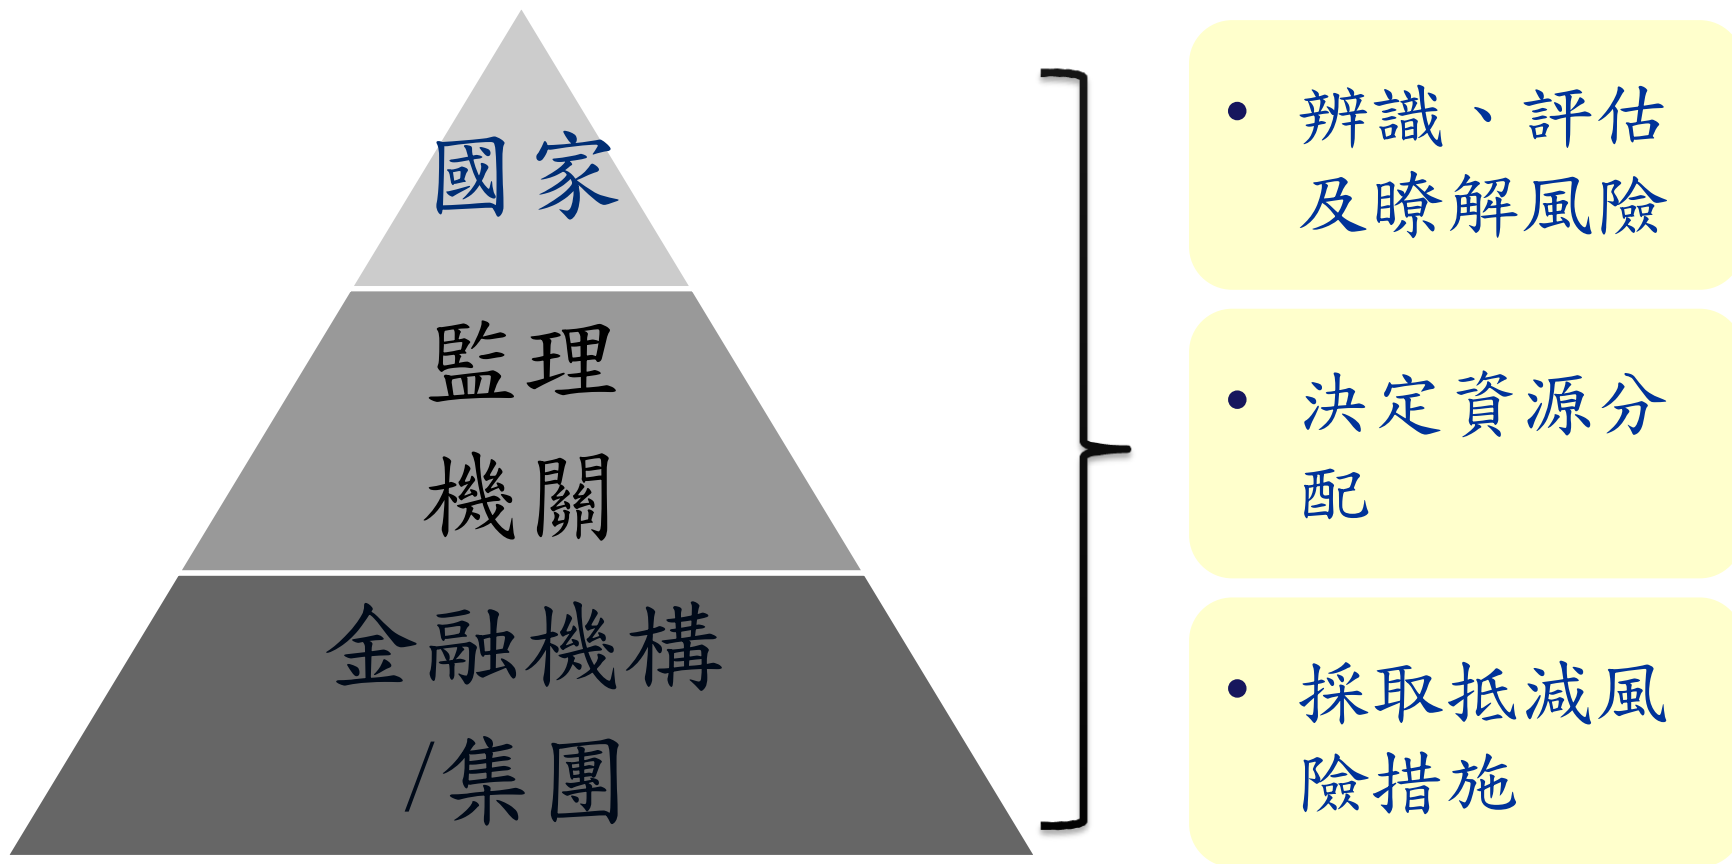 國家
監理
機關
金融機構
/集團
• 辨識、評估
及瞭解風險
• 決定資源分
配
• 採取抵減風
險措施